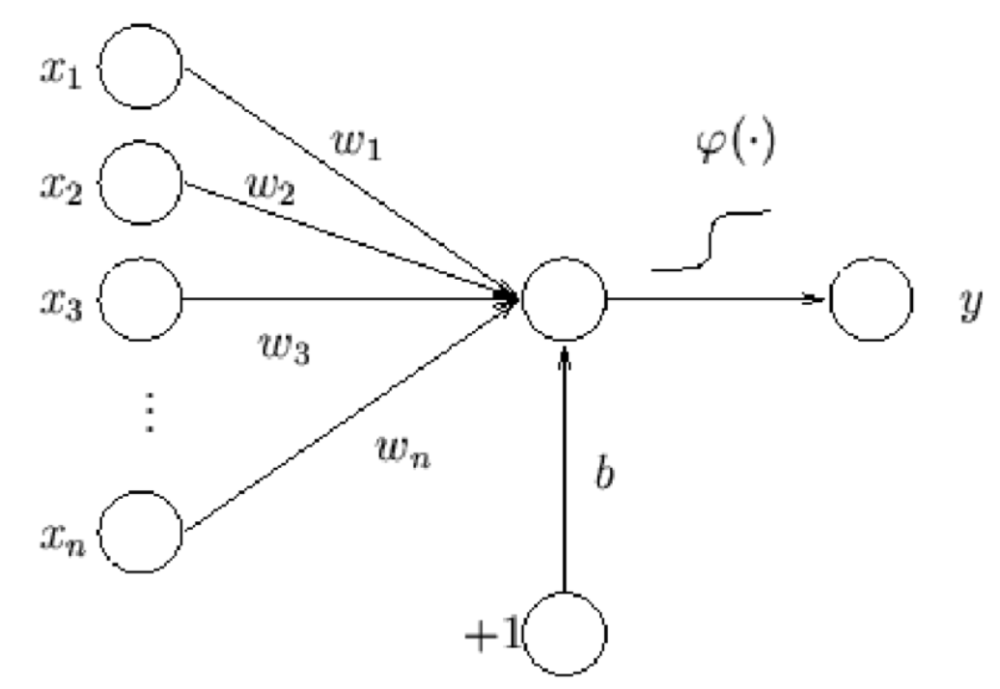 x₁
w₁
φ(·)
x₂
w₂
x₃
y
w₃
⋮
wₙ
b
xₙ
+1